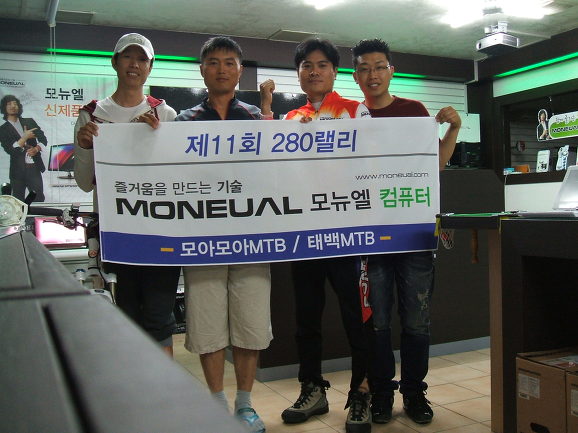 MONEUAL
모뉴엘
신제품
제11회 280랠리
즐거움을 만드는 기술
www.moneual.com
MONEUAL 모뉴엘 컴퓨터
모아모아MTB / 태백MTB